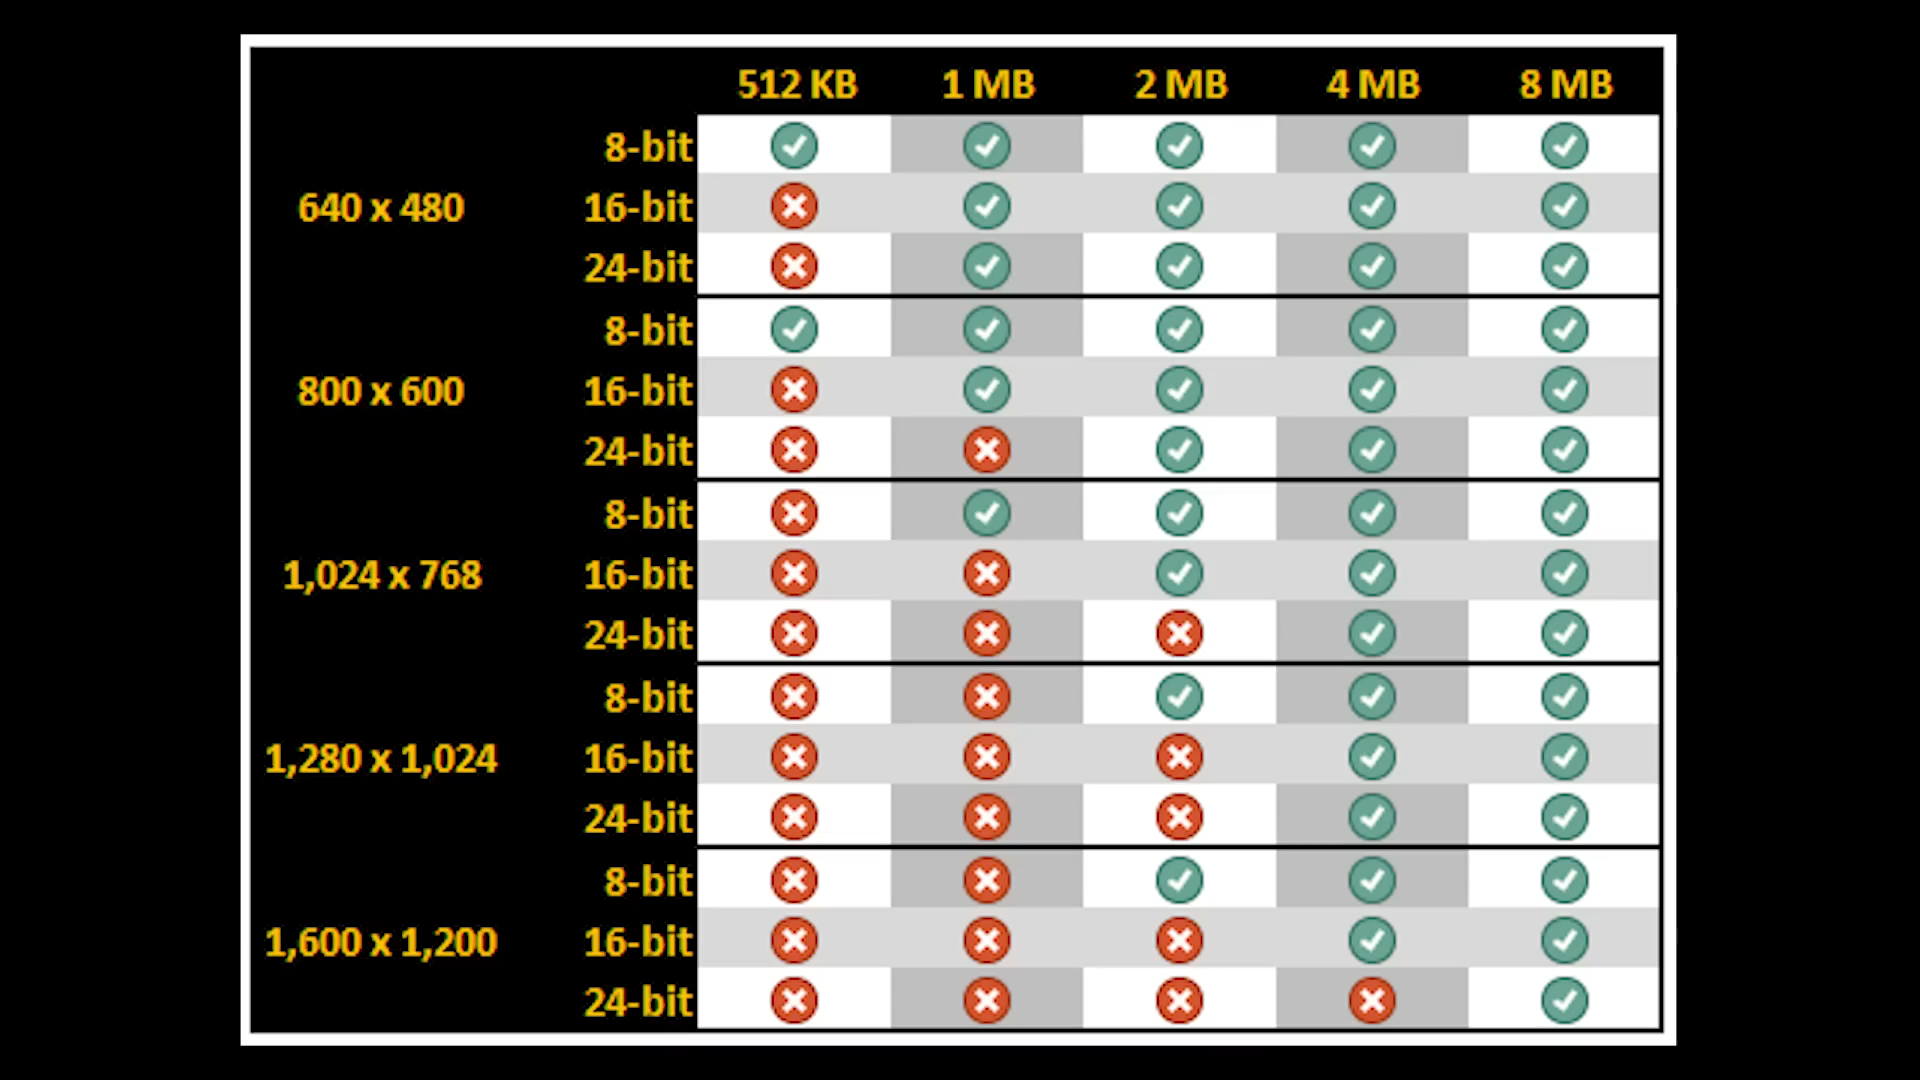 512 KB 1 MB 2 MB 4 MB 8 MB
8-bit
640 x 480 16-bit
24-bit
8-bit
800 x 600 16-bit
24-bit
8-bit
1,024 x 768 16-bit
24-bit
8-bit
1,280 x 1,024 16-bit
24-bit
8-bit
1,600 x 1,200 16-bit
24-bit